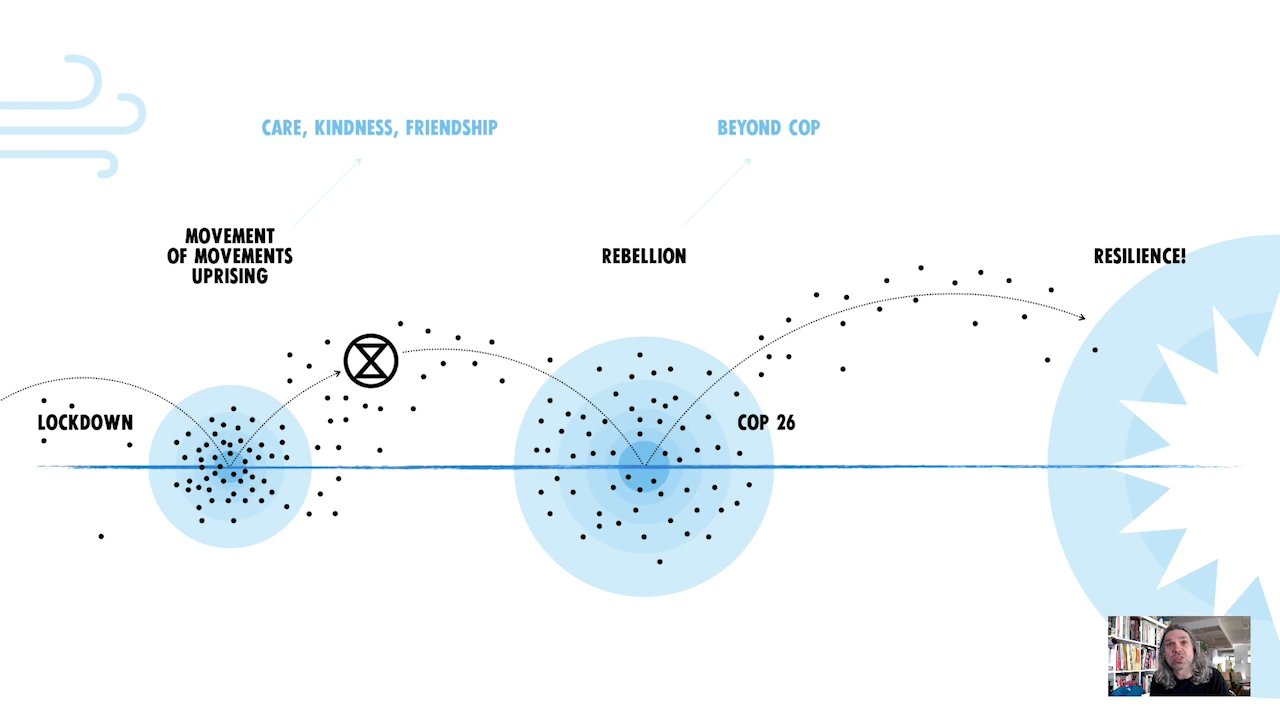 CARE, KINDNESS, FRIENDSHIP
BEYOND COP
MOVEMENT
OF MOVEMENTS
UPRISING
REBELLION
RESILIENCE!
LOCKDOWN
COP 26